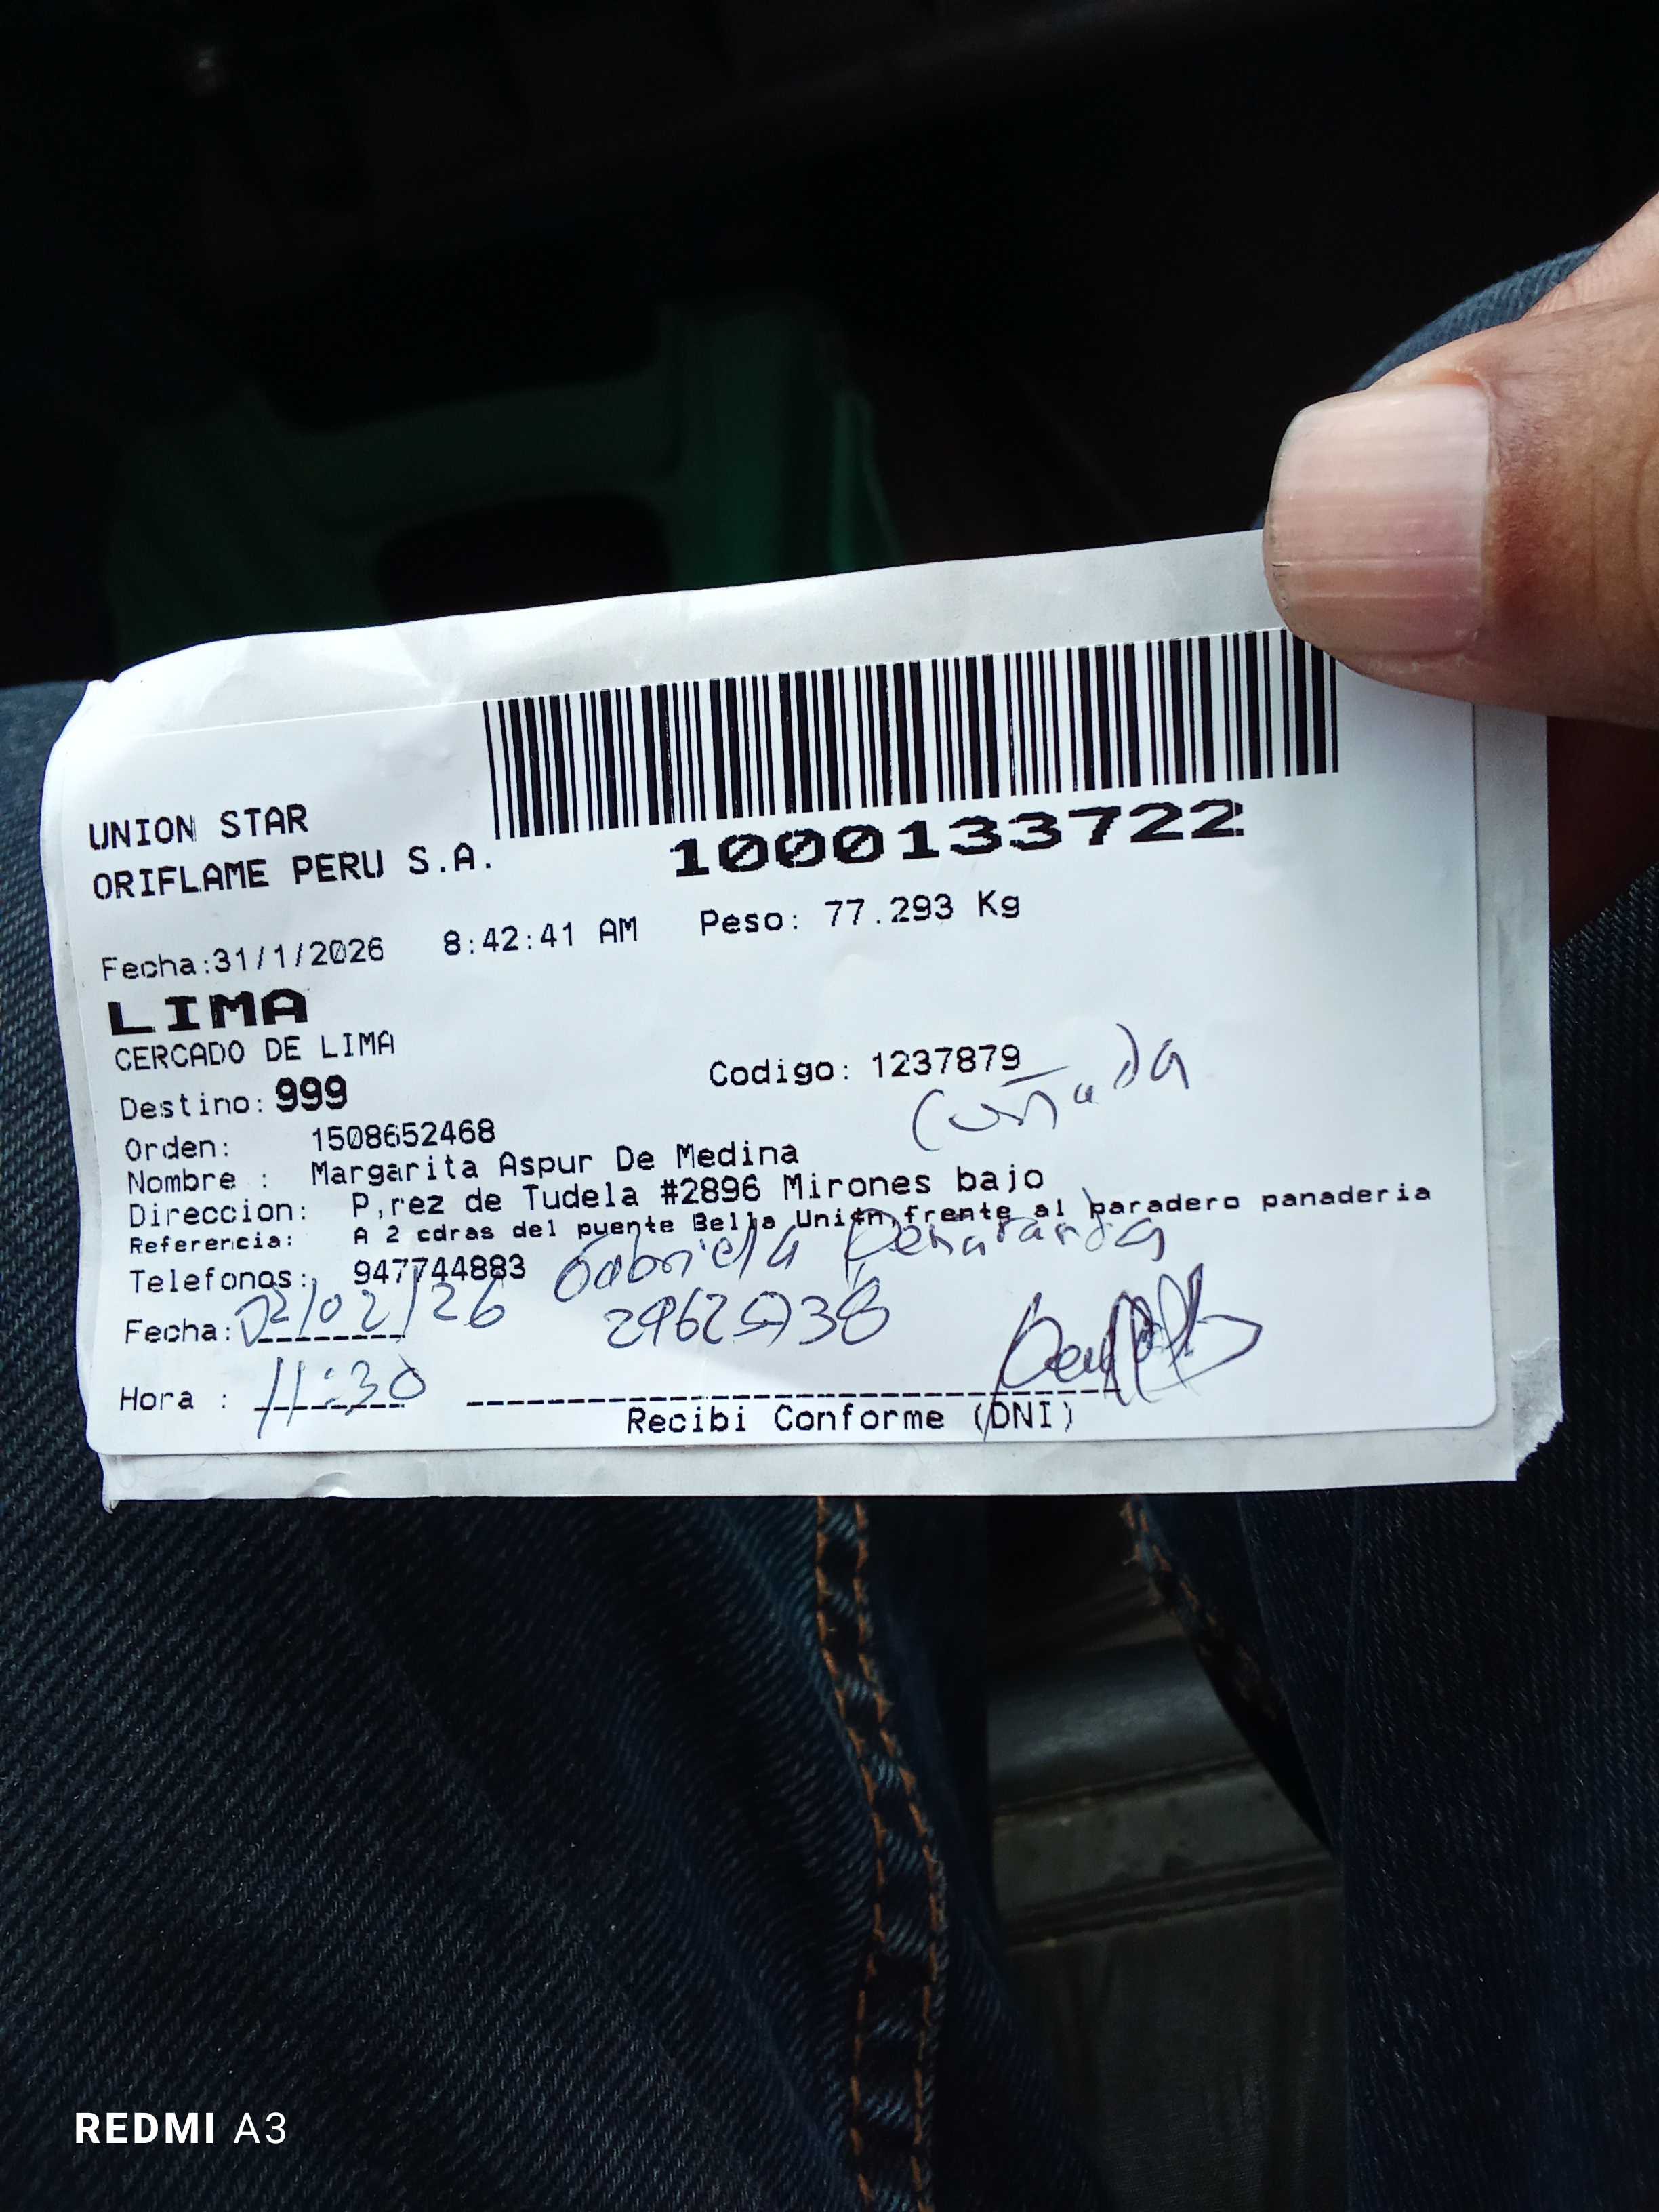 UNION STAR
ORIFLAME PERU S.A.
1000133722
Fecha:31/1/2026 8:42:41 AM Peso: 77.293 Kg
LIMA
CERCADO DE LIMA
Destino: 999 Codigo: 1237879
Cuñada
Orden: 1508652468
Nombre : Margarita Aspur De Medina
Direccion: P,rez de Tudela #2896 Mirones bajo
Referencia: A 2 cdras del puente Bella Unión,frente al paradero panaderia
Telefonos: 947744883 Gabriela Peñaranda
Fecha: 02/02/26 29625738
Hora : 11:30
Recibi Conforme (DNI)
REDMI A3